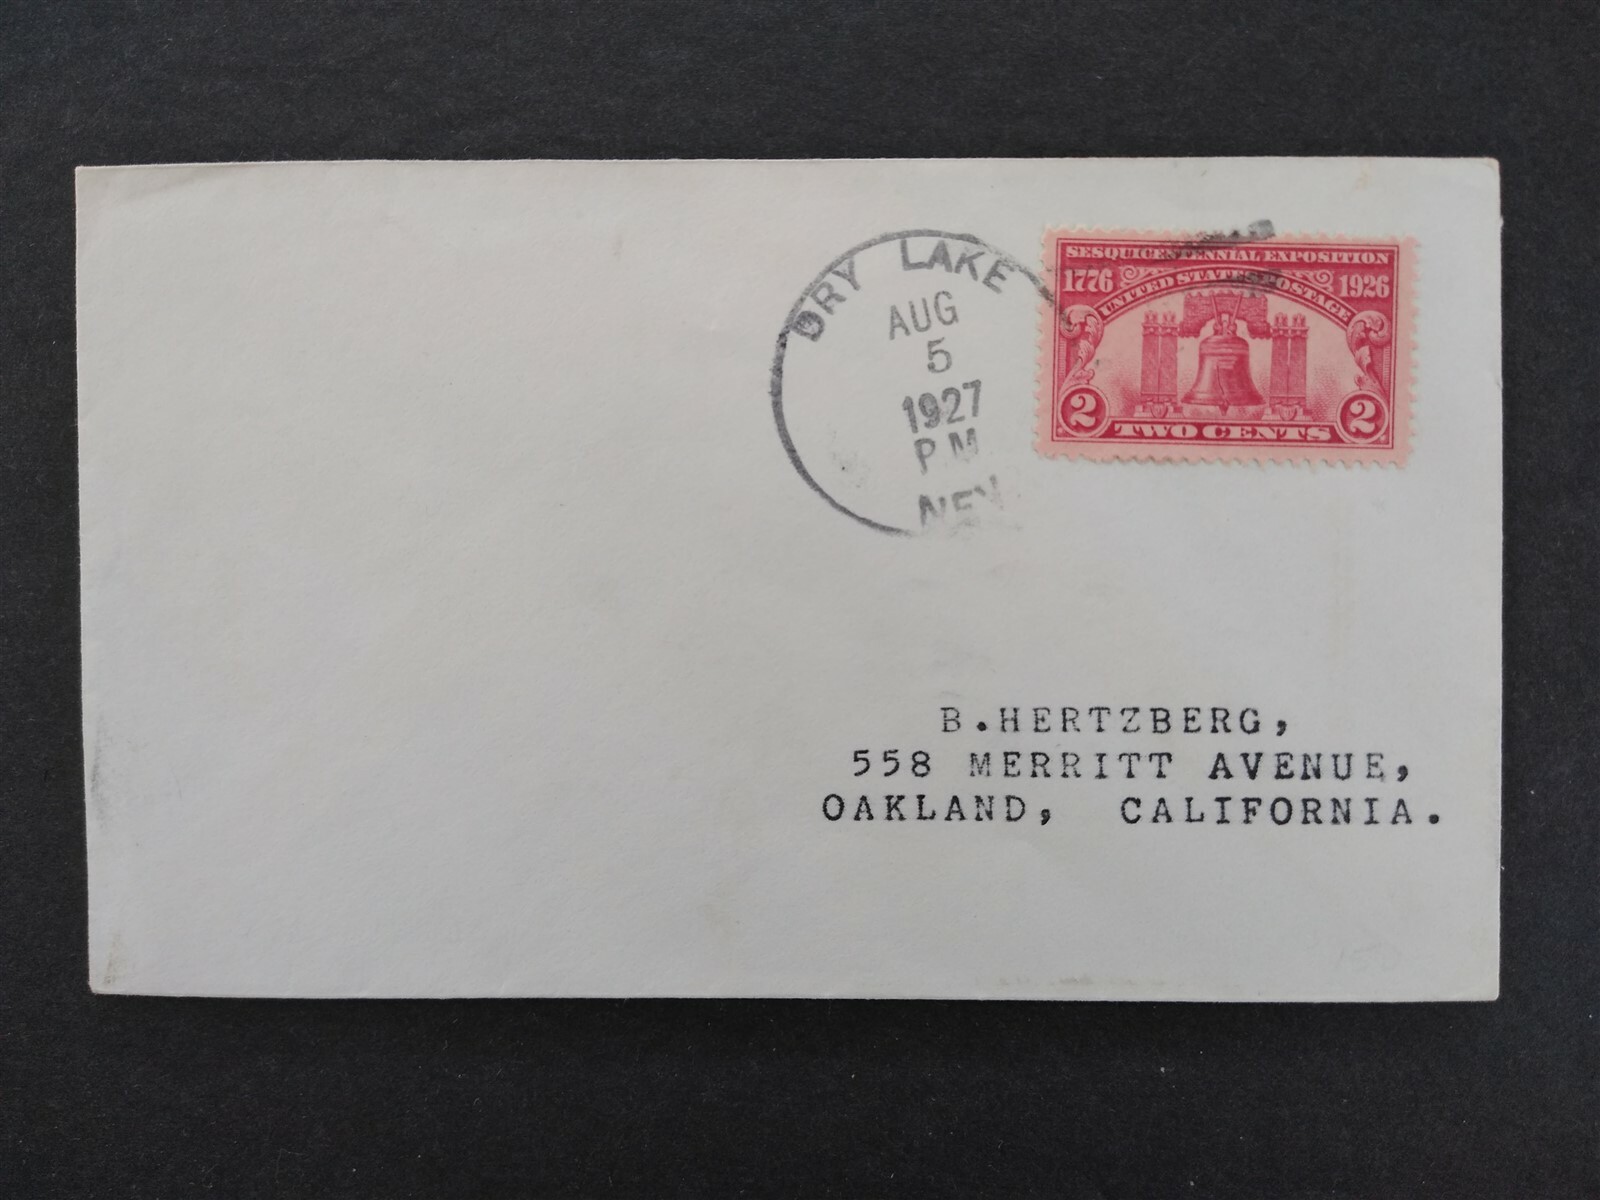 DRY LAKE
AUG
5
1927
P.M
NEV
SESQUICENTENNIAL EXPOSITION
1776 UNITED STATES POSTAGE 1926
2 TWO CENTS 2
B.HERTZBERG,
558 MERRITT AVENUE,
OAKLAND, CALIFORNIA.